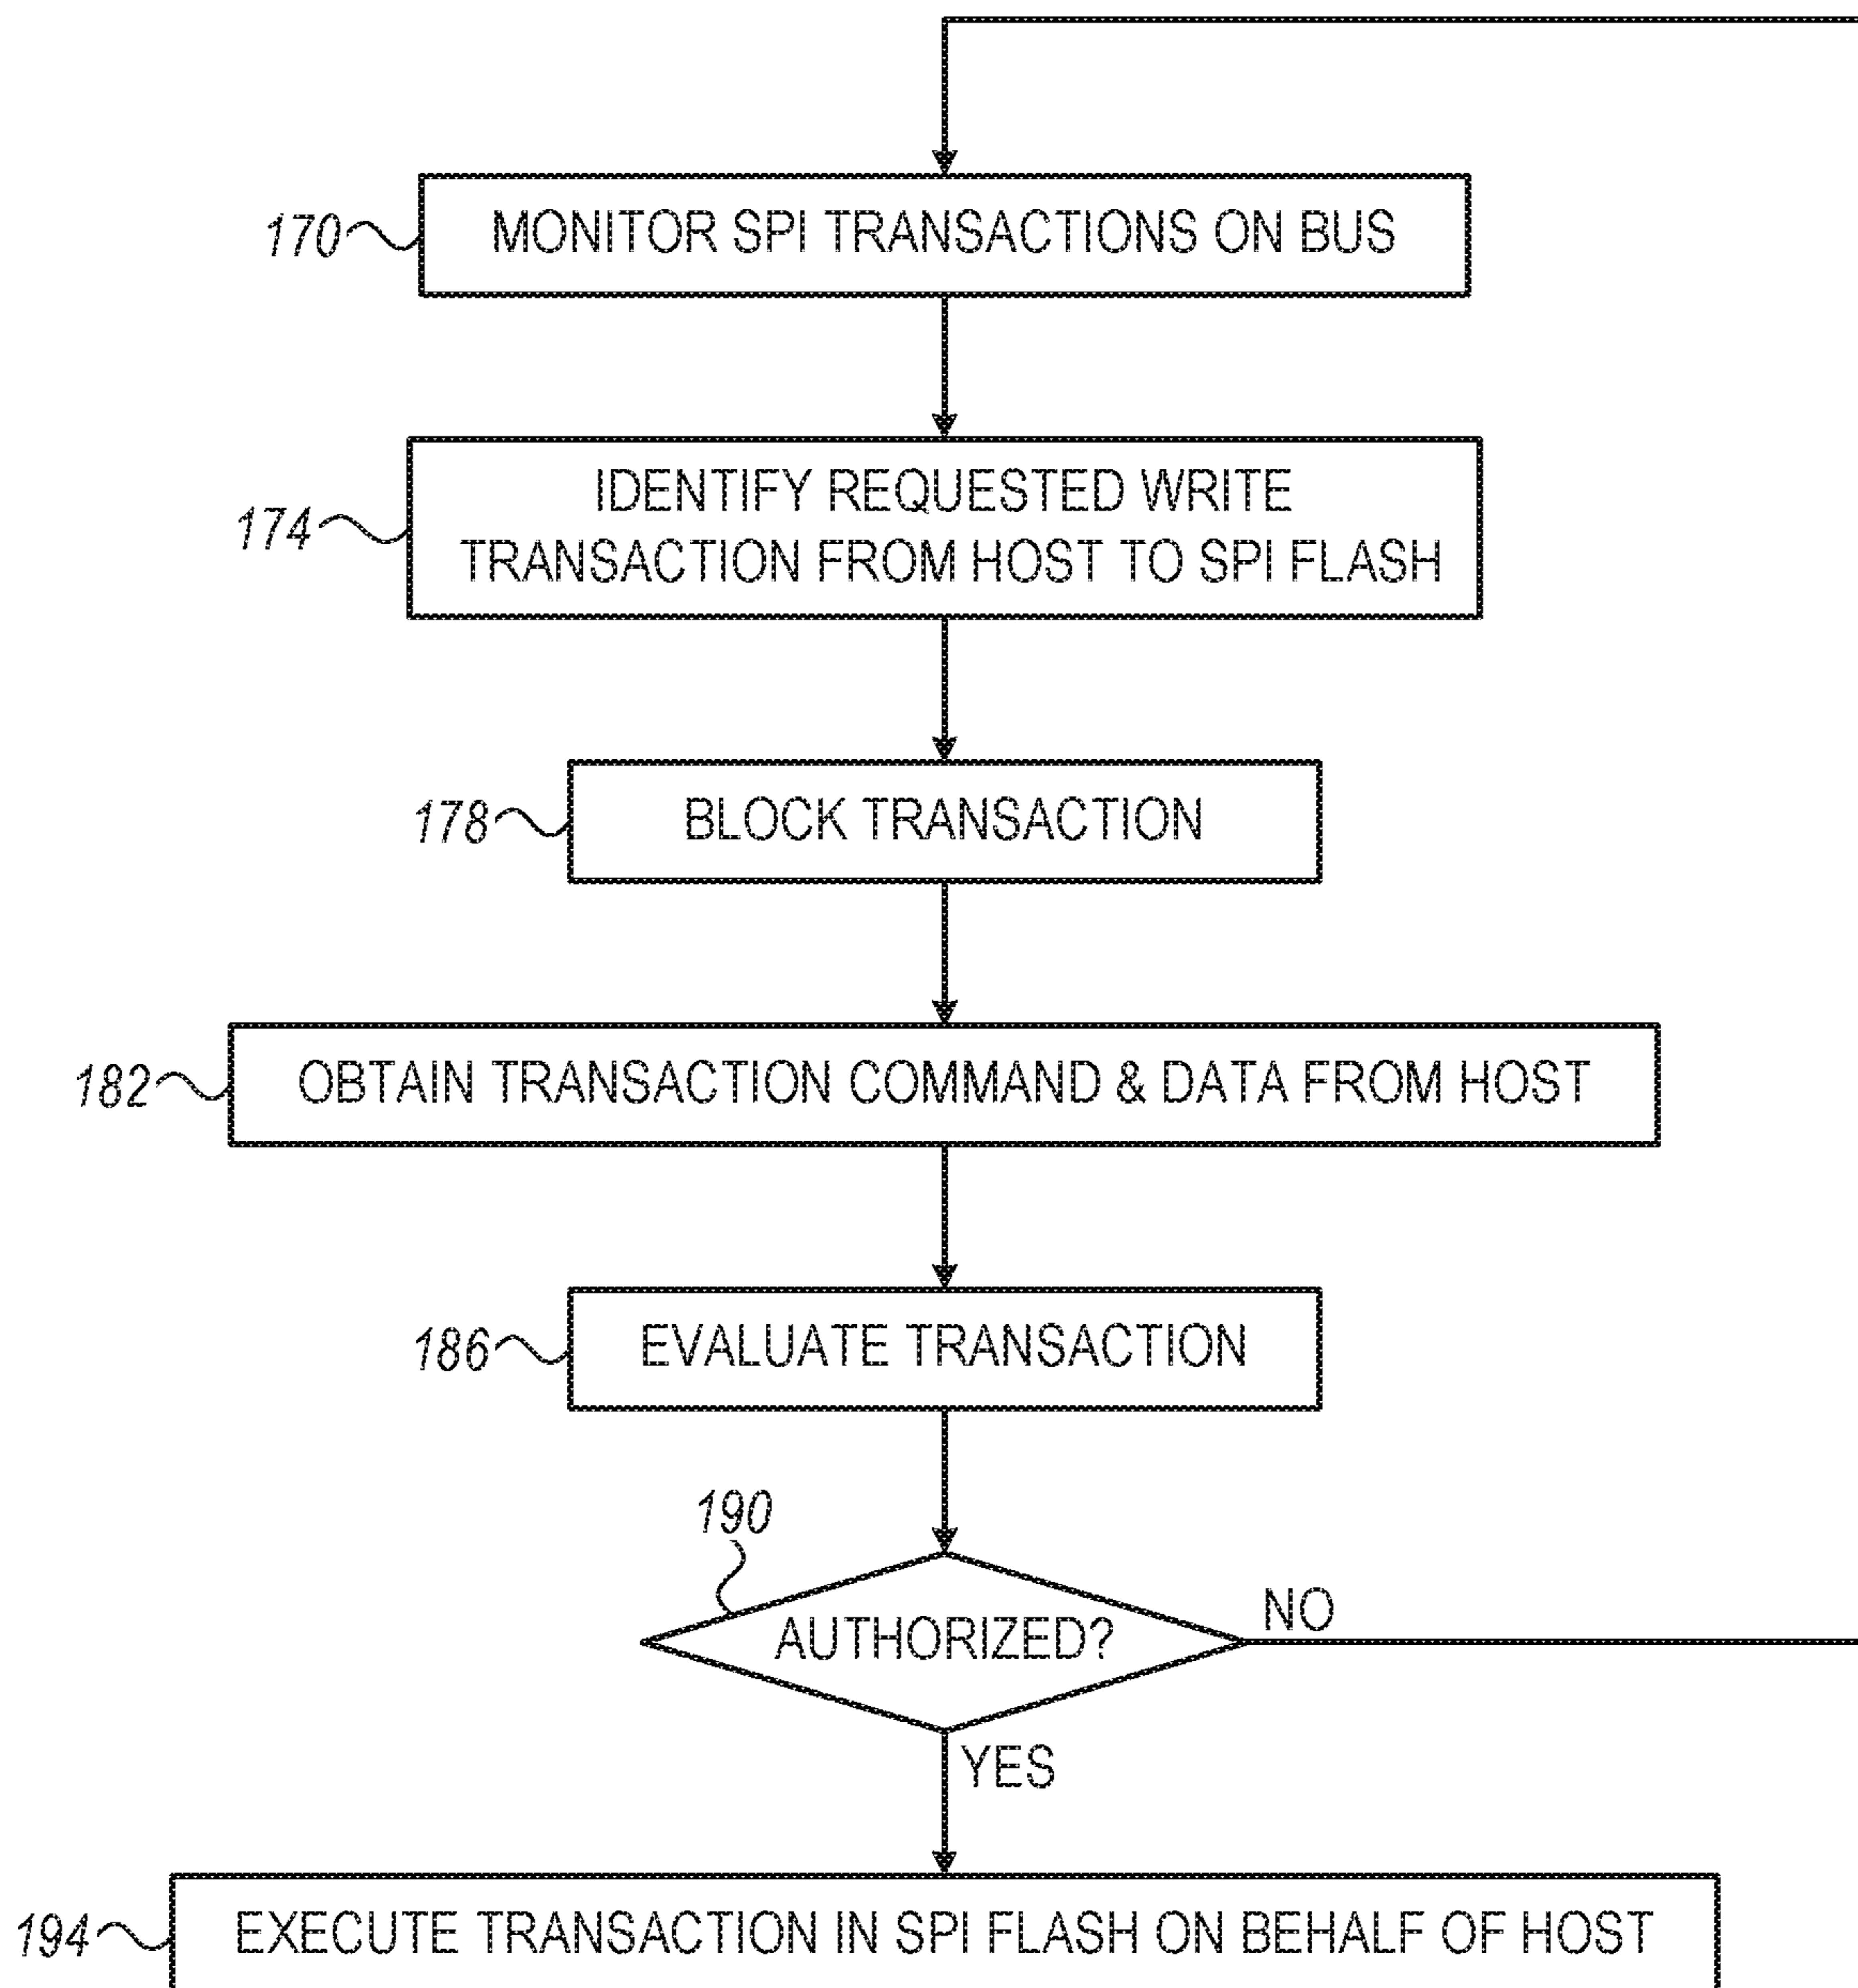 170
MONITOR SPI TRANSACTIONS ON BUS
174
IDENTIFY REQUESTED WRITE
TRANSACTION FROM HOST TO SPI FLASH
178
BLOCK TRANSACTION
182
OBTAIN TRANSACTION COMMAND & DATA FROM HOST
186
EVALUATE TRANSACTION
190
AUTHORIZED?
NO
YES
194
EXECUTE TRANSACTION IN SPI FLASH ON BEHALF OF HOST